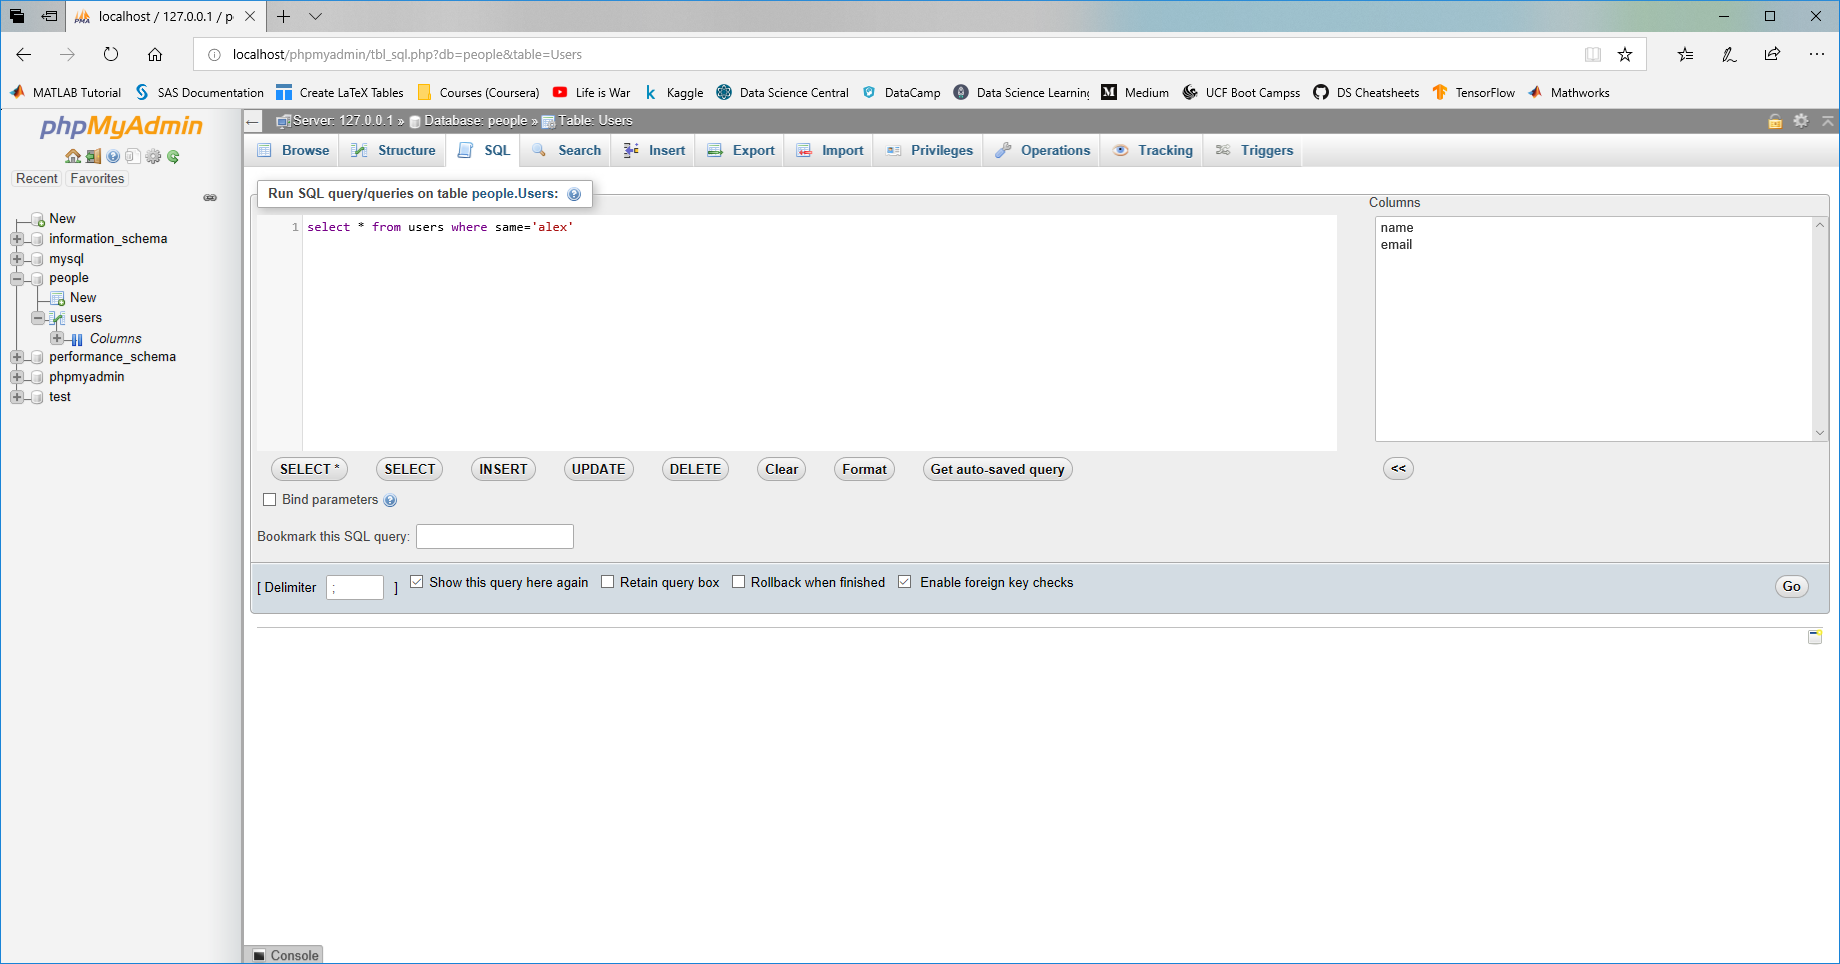 localhost / 127.0.0.1 / p
localhost/phpmyadmin/tbl_sql.php?db=people&table=Users
MATLAB Tutorial SAS Documentation Create LaTeX Tables Courses (Coursera) Life is War Kaggle Data Science Central DataCamp Data Science Learning Medium UCF Boot Campss DS Cheatsheets TensorFlow Mathworks
phpMyAdmin
Recent Favorites
New
information_schema
mysql
people
New
users
Columns
performance_schema
phpmyadmin
test
Server: 127.0.0.1 » Database: people » Table: Users
Browse Structure SQL Search Insert Export Import Privileges Operations Tracking Triggers
Run SQL query/queries on table people.Users:
1 select * from users where same='alex'
Columns
name
email
SELECT * SELECT INSERT UPDATE DELETE Clear Format Get auto-saved query <<
Bind parameters
Bookmark this SQL query:
[ Delimiter ; ] Show this query here again Retain query box Rollback when finished Enable foreign key checks Go
Console